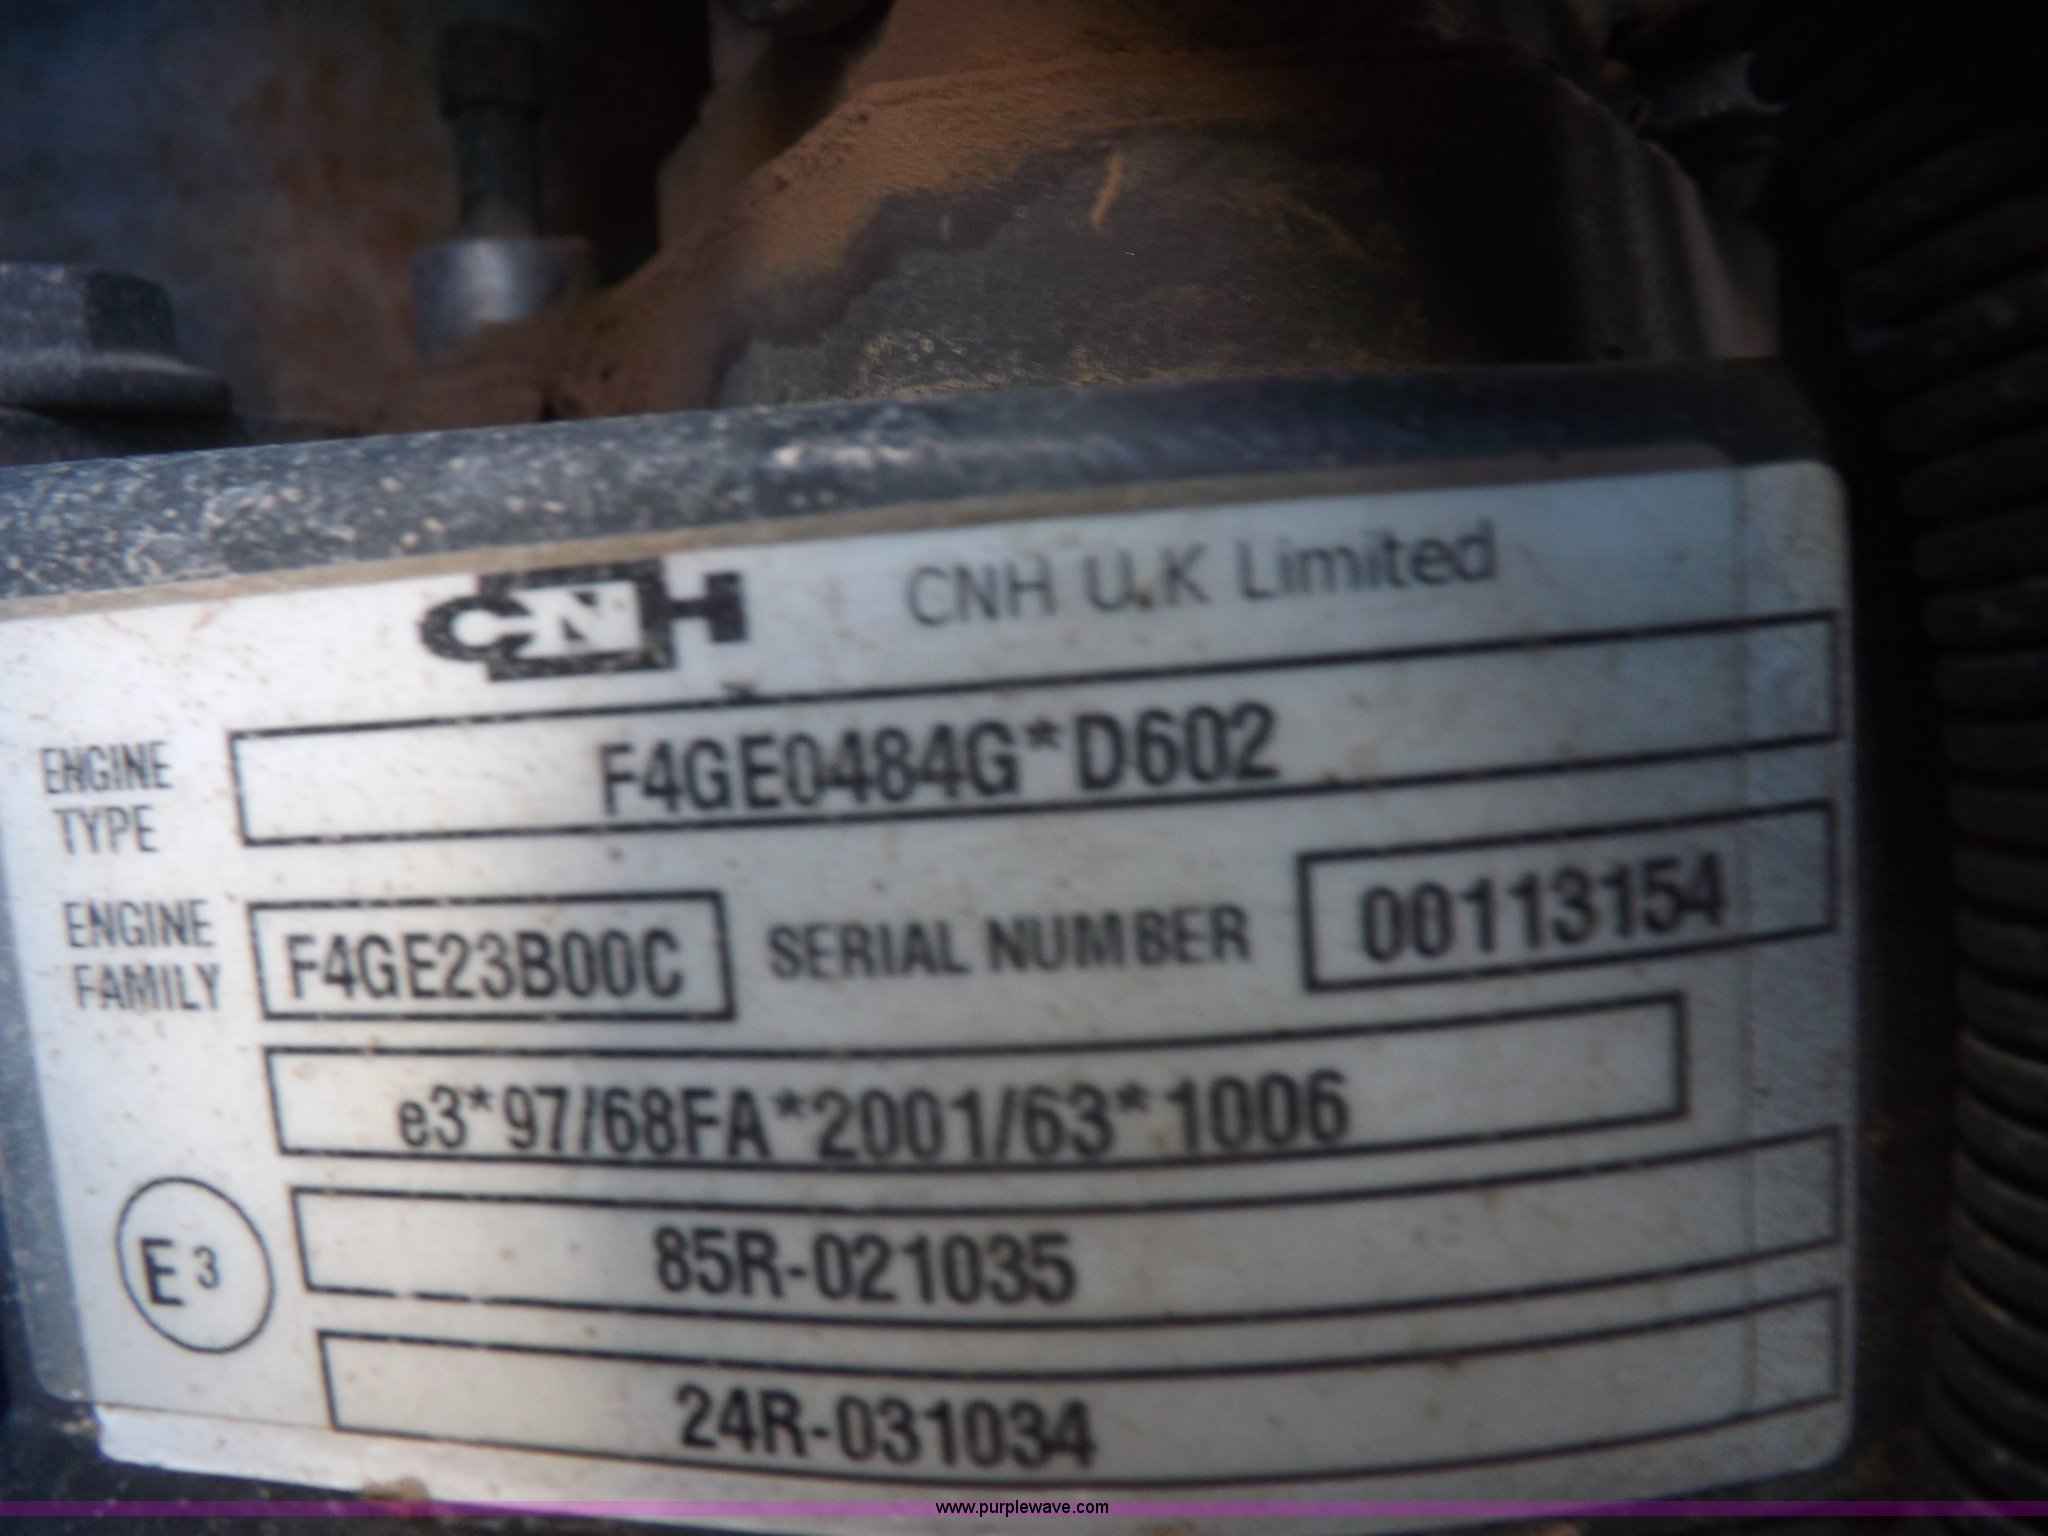 CNH CNH U.K Limited
ENGINE TYPE F4GE0484G*D602
ENGINE FAMILY F4GE23B00C SERIAL NUMBER 00113154
e3*97/68FA*2001/63*1006
E3 85R-021035
24R-031034
www.purplewave.com